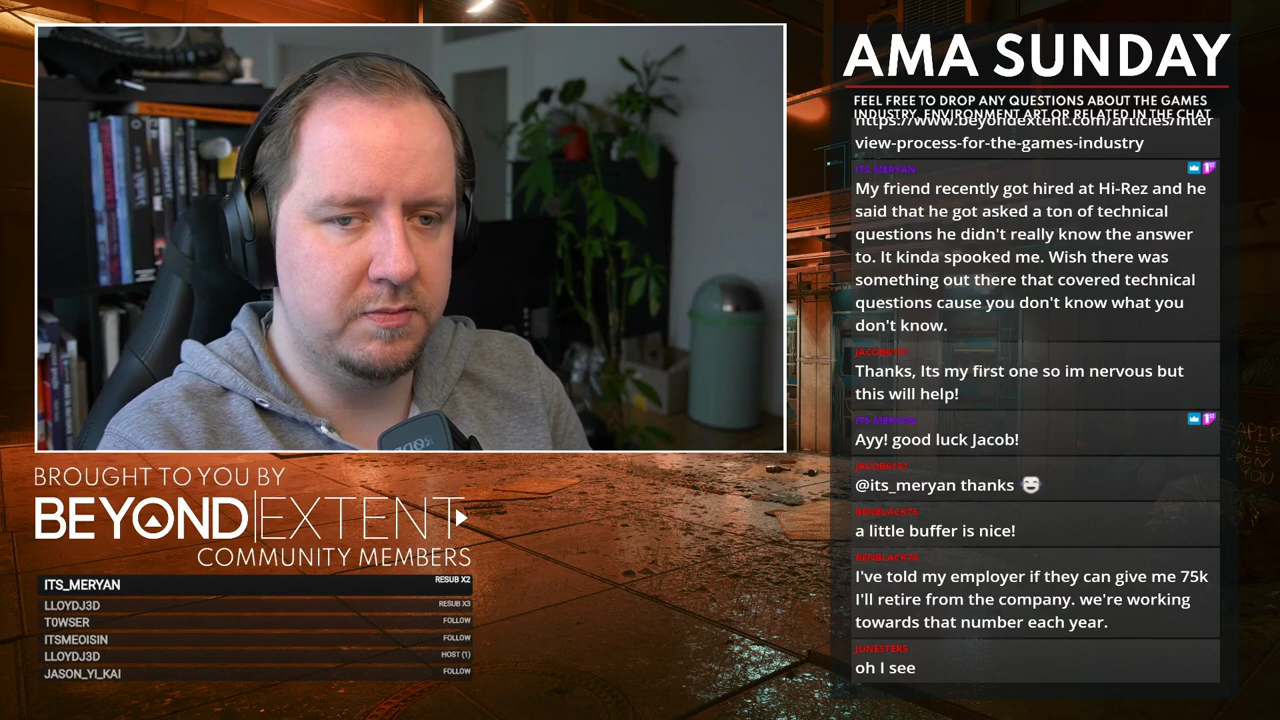 AMA SUNDAY
FEEL FREE TO DROP ANY QUESTIONS ABOUT THE GAMES
INDUSTRY, ENVIRONMENT ART OR RELATED IN THE CHAT
https://www.beyondextent.com/articles/inter
view-process-for-the-games-industry
ITS_MERYAN
My friend recently got hired at Hi-Rez and he
said that he got asked a ton of technical
questions he didn't really know the answer
to. It kinda spooked me. Wish there was
something out there that covered technical
questions cause you don't know what you
don't know.
JACOB6151
Thanks, Its my first one so im nervous but
this will help!
ITS_MERYAN
Ayy! good luck Jacob!
JACOB6151
@its_meryan thanks
BENBLACK76
a little buffer is nice!
BENBLACK76
I've told my employer if they can give me 75k
I'll retire from the company. we're working
towards that number each year.
JUNESTER5
oh I see
RØDE
BROUGHT TO YOU BY
BEYOND|EXTENT
COMMUNITY MEMBERS
ITS_MERYAN RESUB X2
LLOYDJ3D RESUB X3
T0WSER FOLLOW
ITSMEOISIN FOLLOW
LLOYDJ3D HOST (1)
JASON_YI_KAI FOLLOW